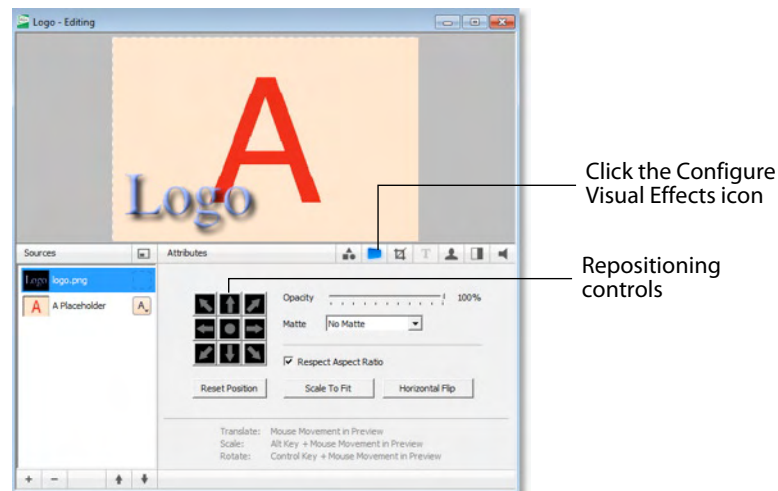 Logo - Editing
A
Logo
Click the Configure
Visual Effects icon
Sources
Attributes
T
Logo logo.png
Repositioning
controls
A A Placeholder A
Opacity 100%
Matte No Matte
Respect Aspect Ratio
Reset Position Scale To Fit Horizontal Flip
Translate: Mouse Movement in Preview
Scale: Alt Key + Mouse Movement in Preview
Rotate: Control Key + Mouse Movement in Preview